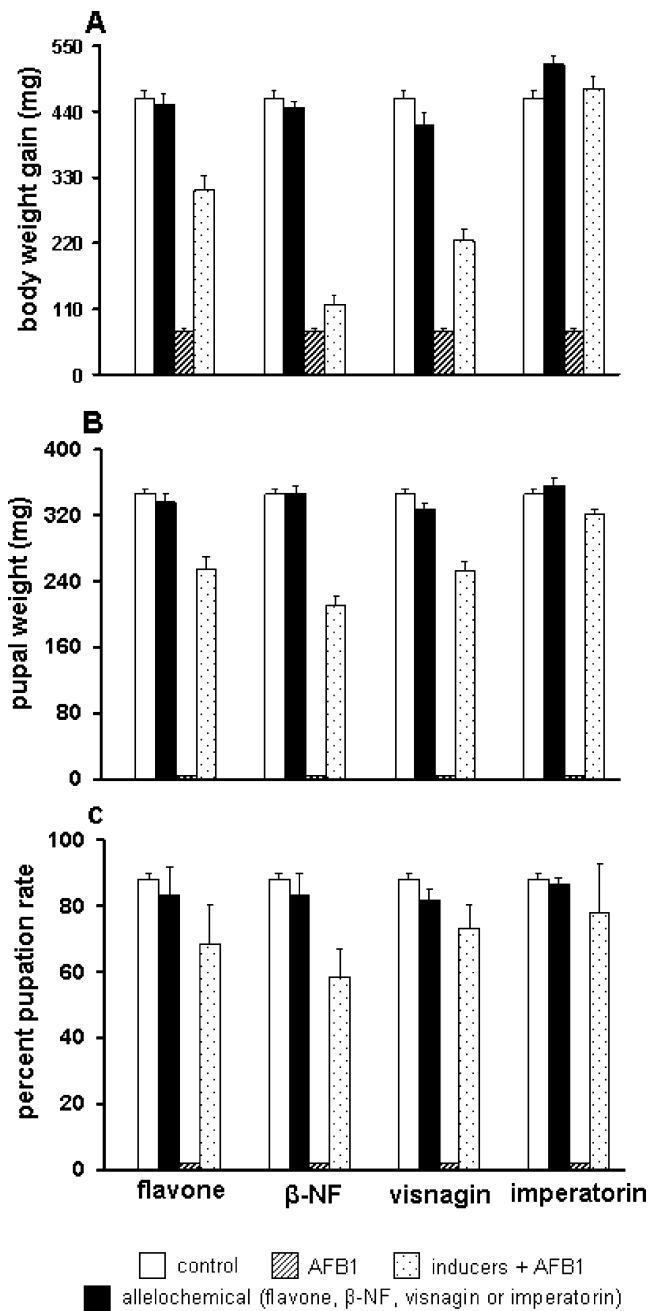 A
550
440
330
220
110
0
body weight gain (mg)
B
400
320
240
160
80
0
pupal weight (mg)
C
100
80
60
40
20
0
percent pupation rate
flavone β-NF visnagin imperatorin
control AFB1 inducers + AFB1
allelochemical (flavone, β-NF, visnagin or imperatorin)